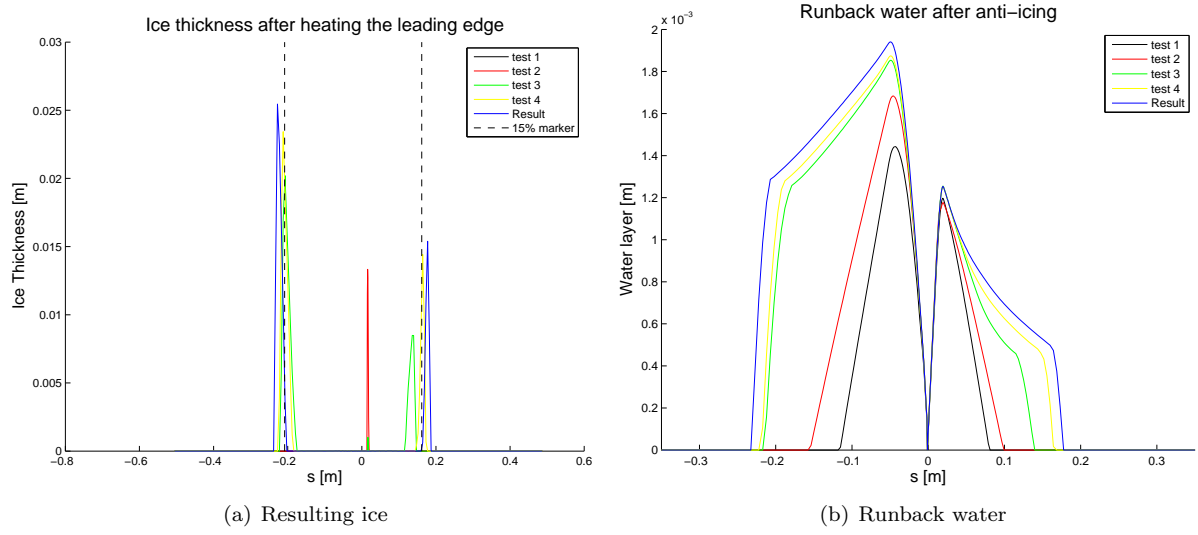 Ice thickness after heating the leading edge
0.03
0.025
0.02
0.015
0.01
0.005
0
Ice Thickness [m]
−0.8
−0.6
−0.4
−0.2
0
0.2
0.4
0.6
s [m]
test 1
test 2
test 3
test 4
Result
15% marker
(a) Resulting ice
Runback water after anti−icing
x 10−3
2
1.8
1.6
1.4
1.2
1
0.8
0.6
0.4
0.2
0
Water layer [m]
−0.3
−0.2
−0.1
0
0.1
0.2
0.3
s [m]
test 1
test 2
test 3
test 4
Result
(b) Runback water